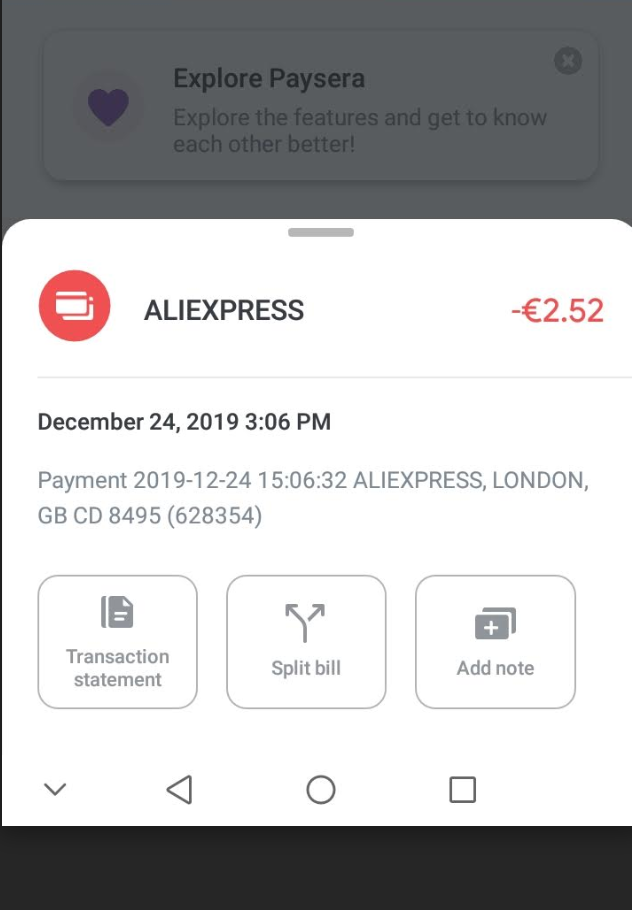 Explore Paysera
Explore the features and get to know
each other better!
ALIEXPRESS
-€2.52
December 24, 2019 3:06 PM
Payment 2019-12-24 15:06:32 ALIEXPRESS, LONDON,
GB CD 8495 (628354)
Transaction
statement
Split bill
Add note